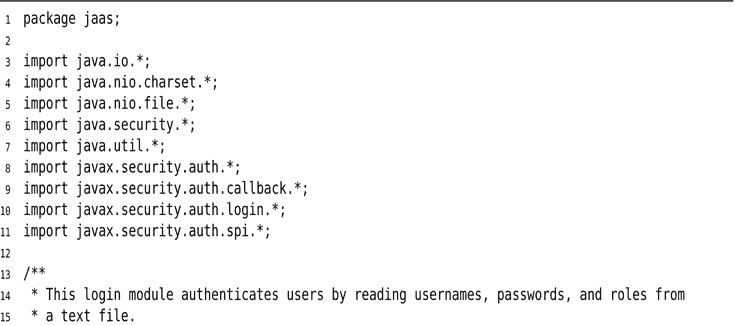 1 package jaas;
2
3 import java.io.*;
4 import java.nio.charset.*;
5 import java.nio.file.*;
6 import java.security.*;
7 import java.util.*;
8 import javax.security.auth.*;
9 import javax.security.auth.callback.*;
10 import javax.security.auth.login.*;
11 import javax.security.auth.spi.*;
12
13 /**
14 * This login module authenticates users by reading usernames, passwords, and roles from
15 * a text file.